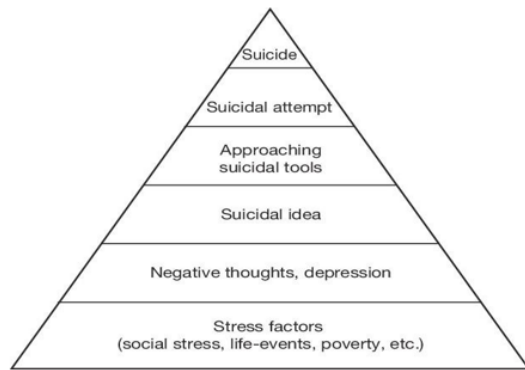 Suicide
Suicidal attempt
Approaching
suicidal tools
Suicidal idea
Negative thoughts, depression
Stress factors
(social stress, life-events, poverty, etc.)